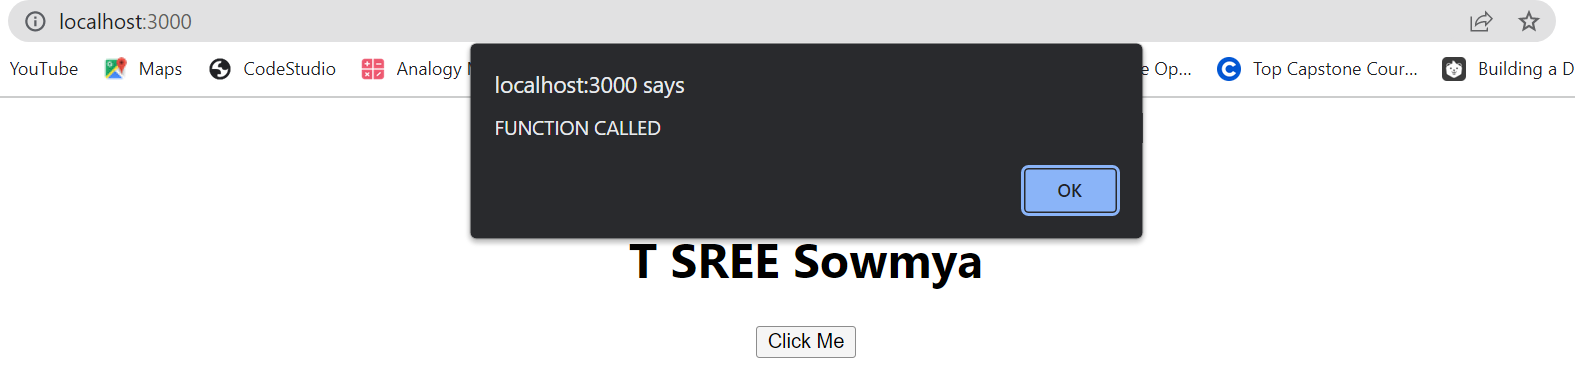 localhost:3000
YouTube Maps CodeStudio Analogy Op... Top Capstone Cour... Building a D
localhost:3000 says
FUNCTION CALLED
OK
T SREE Sowmya
Click Me